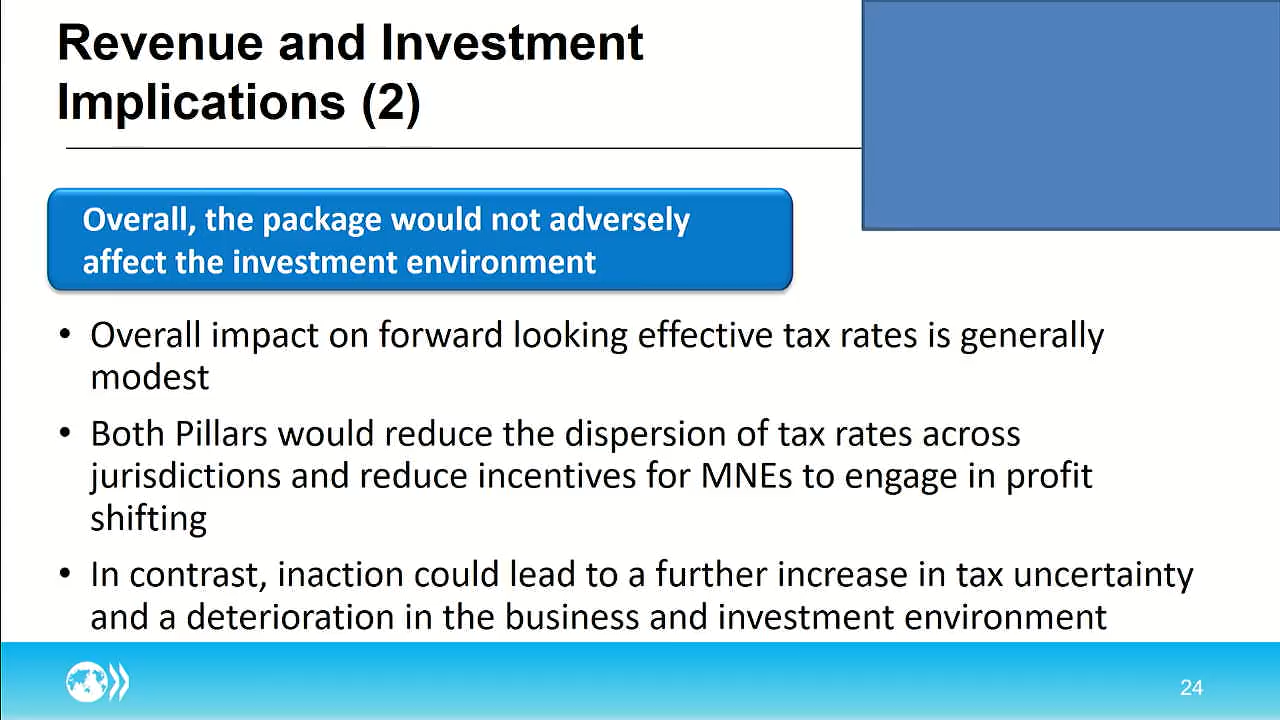 Revenue and Investment
Implications (2)
Overall, the package would not adversely
affect the investment environment
• Overall impact on forward looking effective tax rates is generally
modest
• Both Pillars would reduce the dispersion of tax rates across
jurisdictions and reduce incentives for MNEs to engage in profit
shifting
• In contrast, inaction could lead to a further increase in tax uncertainty
and a deterioration in the business and investment environment
24